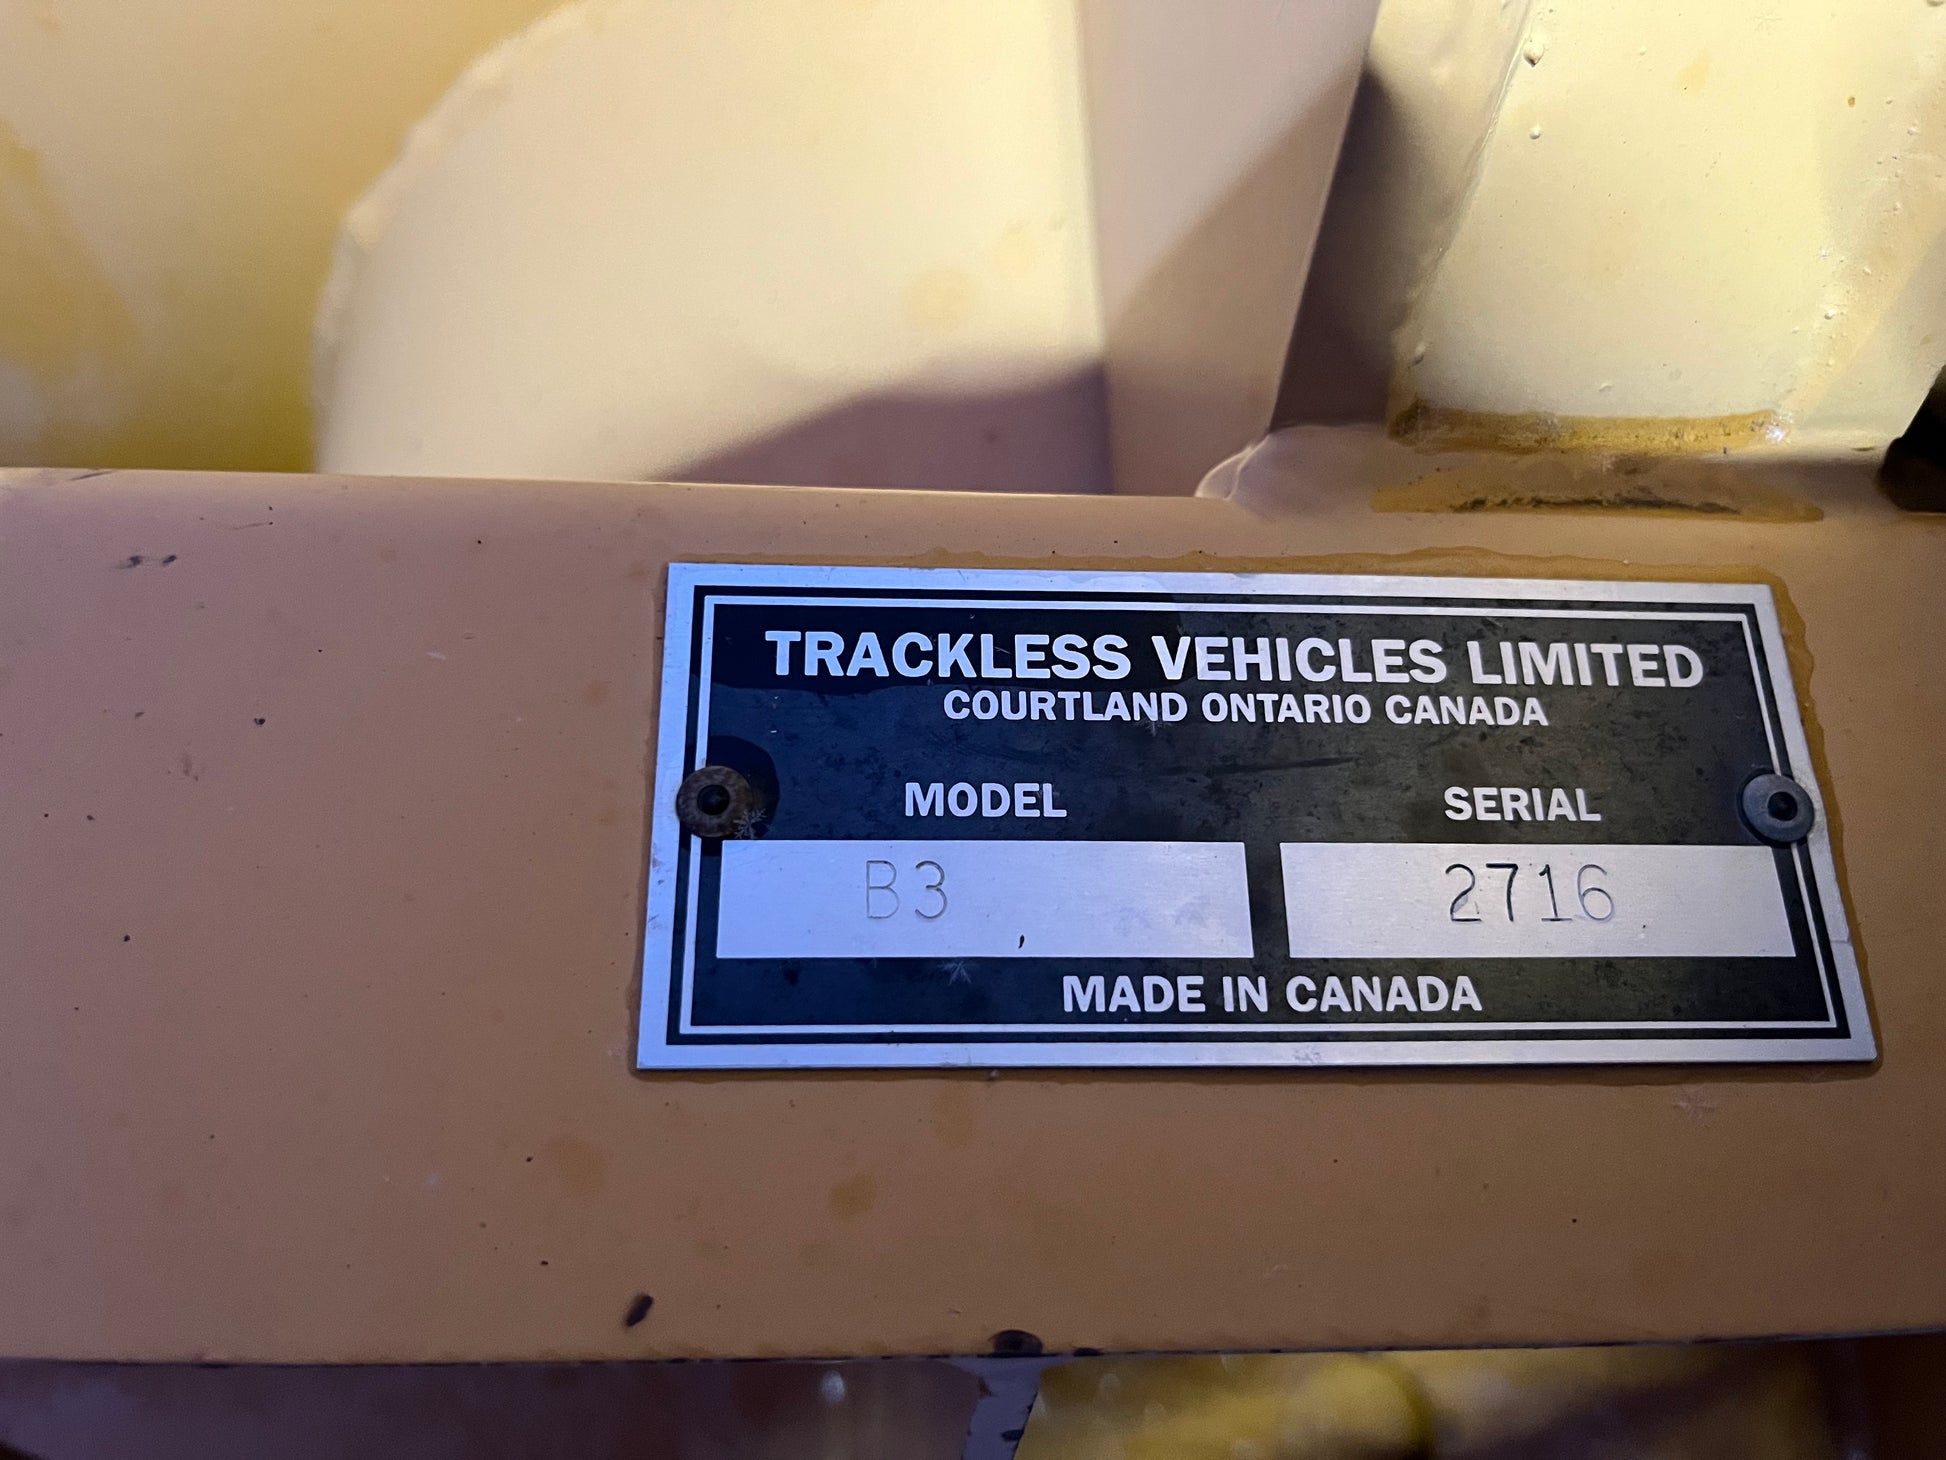 TRACKLESS VEHICLES LIMITED
COURTLAND ONTARIO CANADA
MODEL SERIAL
B3 2716
MADE IN CANADA